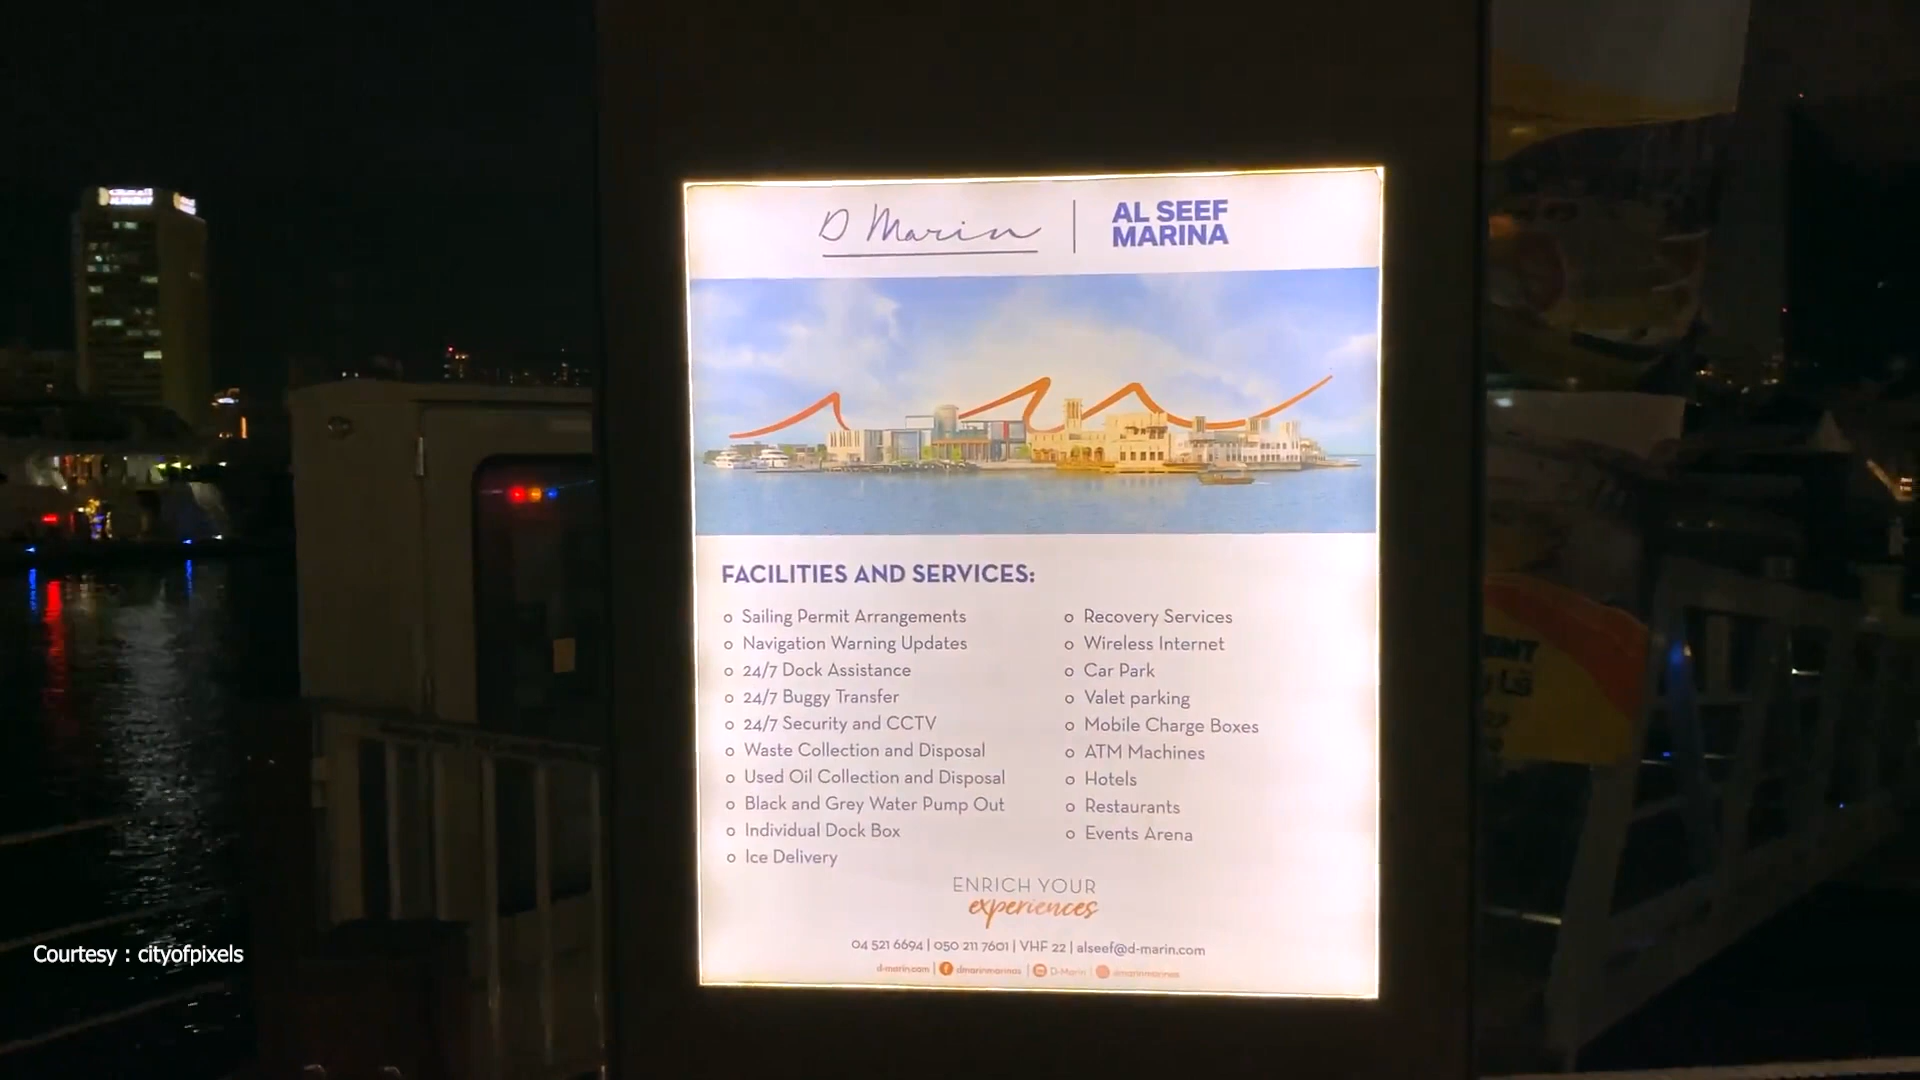 D Marin
AL SEEF
MARINA
FACILITIES AND SERVICES:
o Sailing Permit Arrangements
o Navigation Warning Updates
o 24/7 Dock Assistance
o 24/7 Buggy Transfer
o 24/7 Security and CCTV
o Waste Collection and Disposal
o Used Oil Collection and Disposal
o Black and Grey Water Pump Out
o Individual Dock Box
o Ice Delivery
o Recovery Services
o Wireless Internet
o Car Park
o Valet parking
o Mobile Charge Boxes
o ATM Machines
o Hotels
o Restaurants
o Events Arena
ENRICH YOUR
experiences
04 521 6694 | 050 211 7601 | VHF 22 | alseef@d-marin.com
d-marin.com | dmarinmarinas | D-Marin | dmarinmarinas
Courtesy : cityofpixels